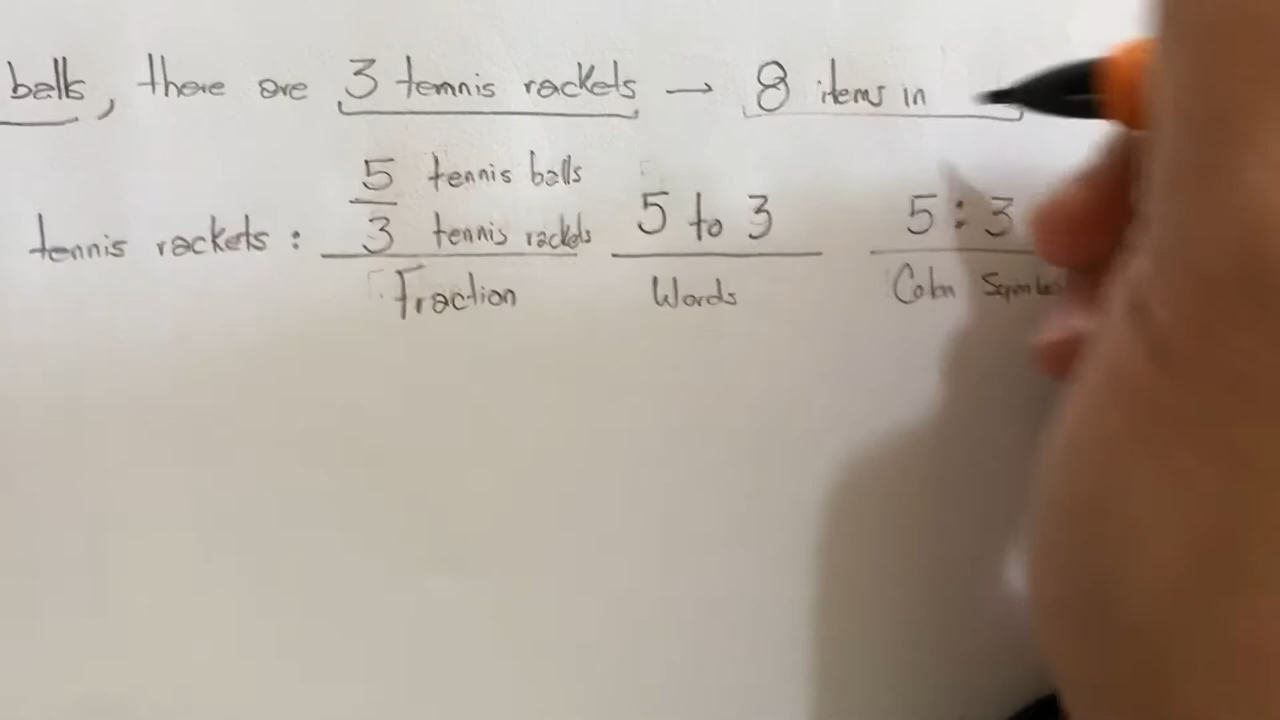 balls, there are 3 tennis rackets → 8 items in
5 tennis balls
tennis rackets : 3 tennis rackets 5 to 3 5 : 3
Fraction Words Colon